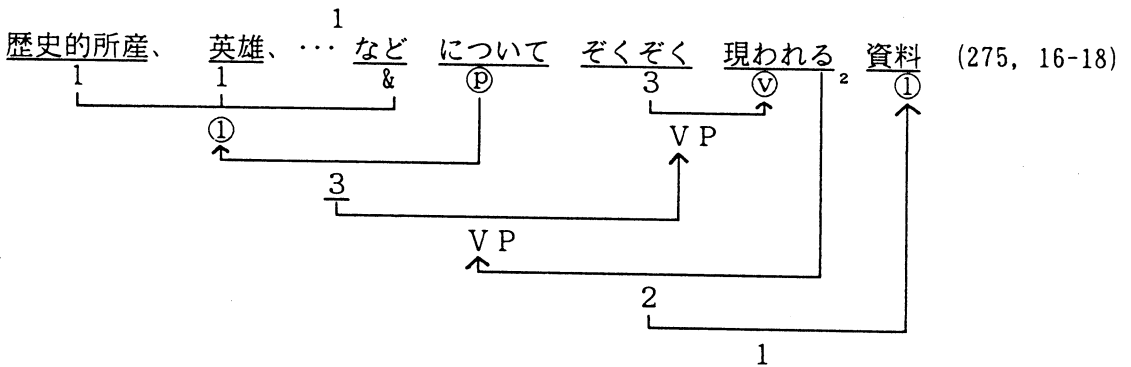 1
歴史的所産、 英雄、… など について ぞくぞく 現われる 資料 (275, 16-18)
1 1 & ⓟ 3 ⓥ 2 ①
① VP
3
VP
2
1